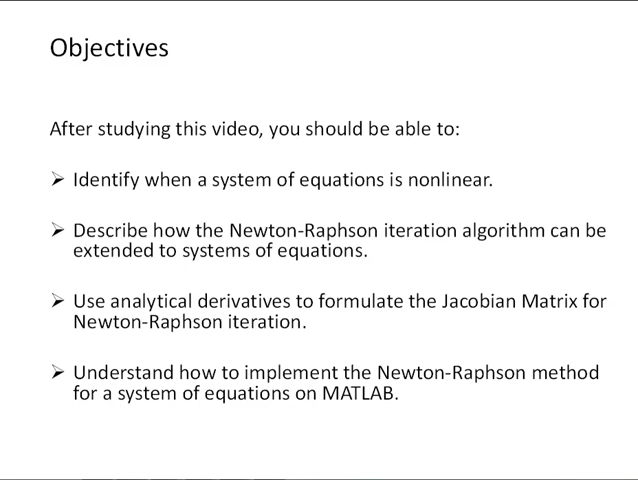 Objectives
After studying this video, you should be able to:
➢ Identify when a system of equations is nonlinear.
➢ Describe how the Newton-Raphson iteration algorithm can be
extended to systems of equations.
➢ Use analytical derivatives to formulate the Jacobian Matrix for
Newton-Raphson iteration.
➢ Understand how to implement the Newton-Raphson method
for a system of equations on MATLAB.